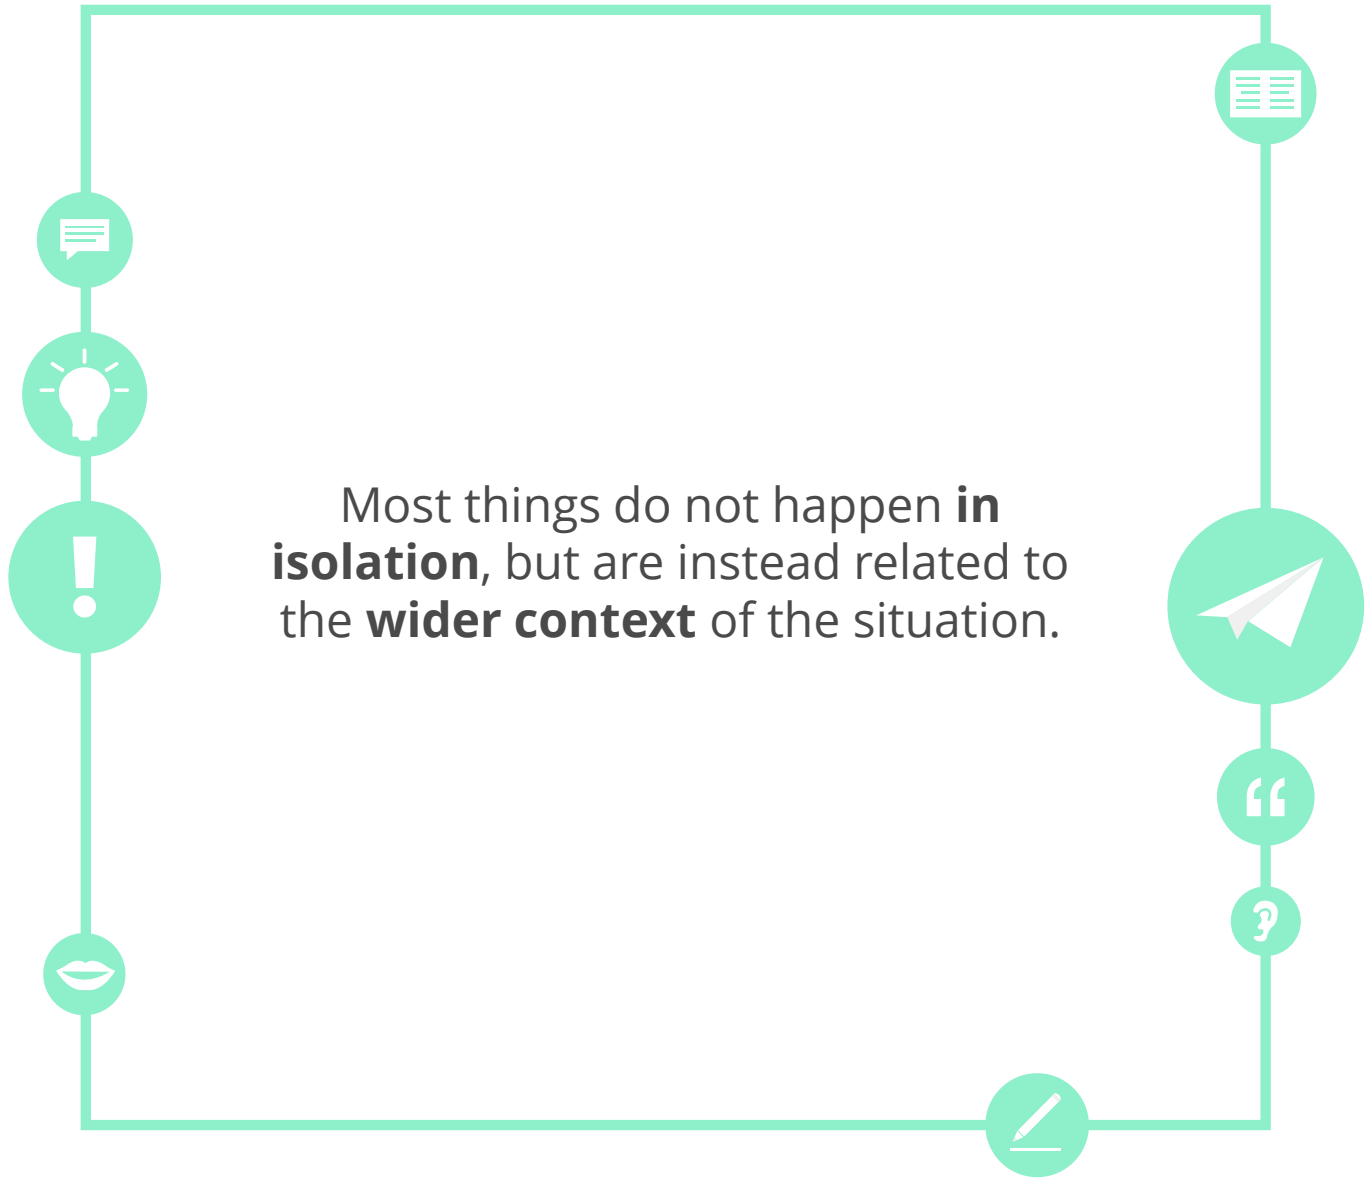 Most things do not happen in
isolation, but are instead related to
the wider context of the situation.